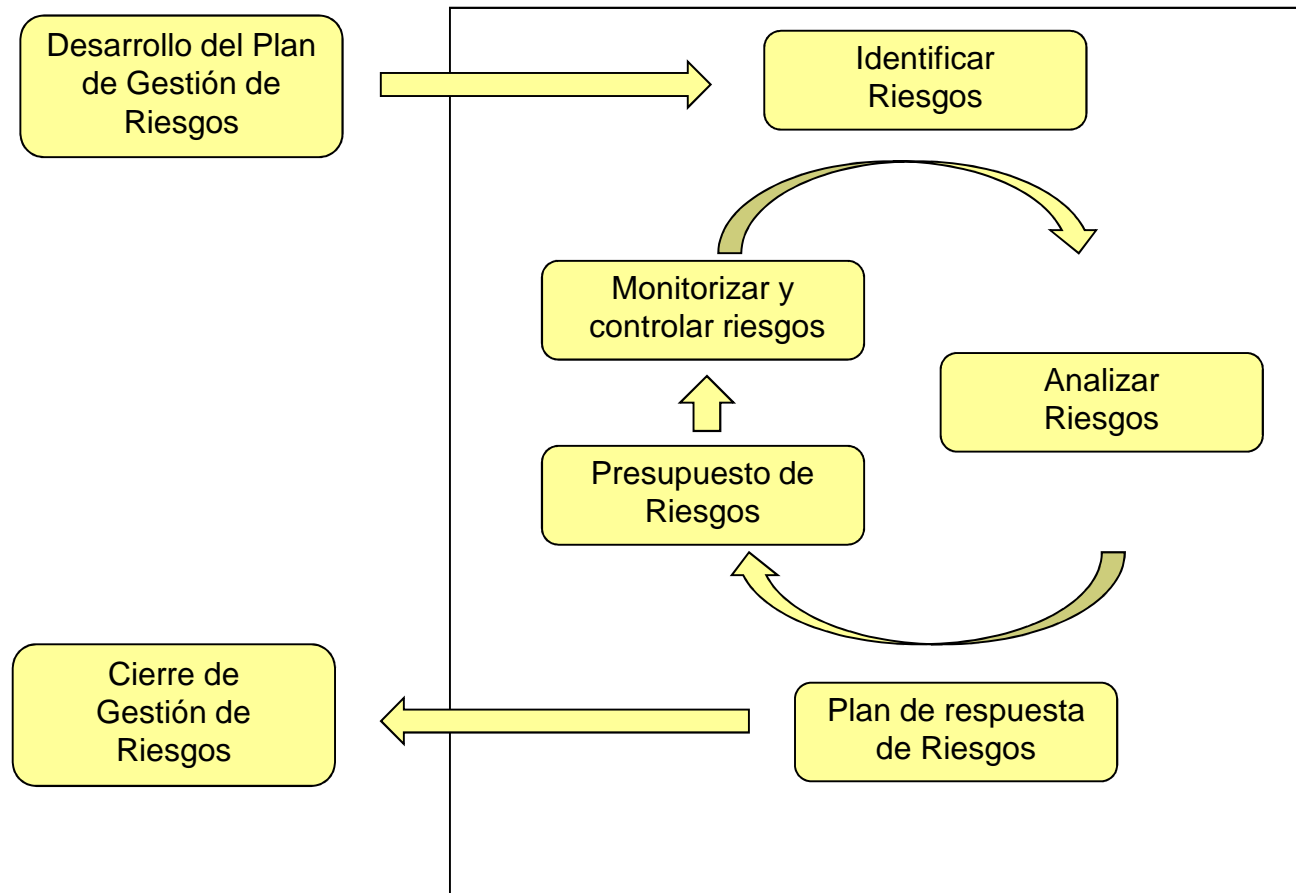 Desarrollo del Plan
de Gestión de
Riesgos
Identificar
Riesgos
Monitorizar y
controlar riesgos
Analizar
Riesgos
Presupuesto de
Riesgos
Cierre de
Gestión de
Riesgos
Plan de respuesta
de Riesgos